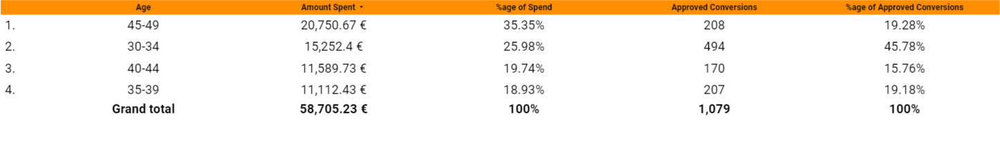 Age Amount Spent %age of Spend Approved Conversions %age of Approved Conversions
1. 45-49 20,750.67 € 35.35% 208 19.28%
2. 30-34 15,252.4 € 25.98% 494 45.78%
3. 40-44 11,589.73 € 19.74% 170 15.76%
4. 35-39 11,112.43 € 18.93% 207 19.18%
Grand total 58,705.23 € 100% 1,079 100%